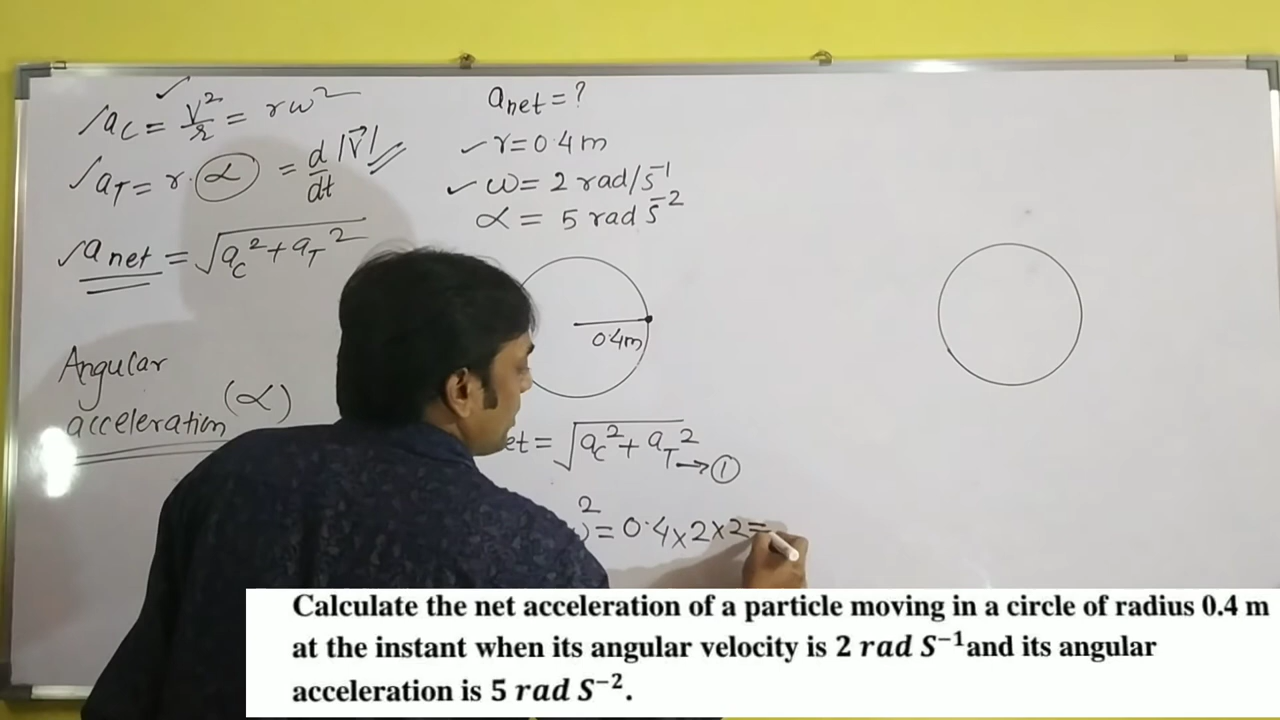 a_C = v²/r = rω²
a_T = r·α = d/dt |v⃗|
a_net = √(a_C² + a_T²)
Angular
acceleration (α)
a_net = ?
r = 0.4 m
ω = 2 rad/s⁻¹
α = 5 rad s⁻²
0.4m
et = √(a_C² + a_T²) → ①
² = 0.4 × 2 × 2 =
Calculate the net acceleration of a particle moving in a circle of radius 0.4 m
at the instant when its angular velocity is 2 rad S⁻¹and its angular
acceleration is 5 rad S⁻².